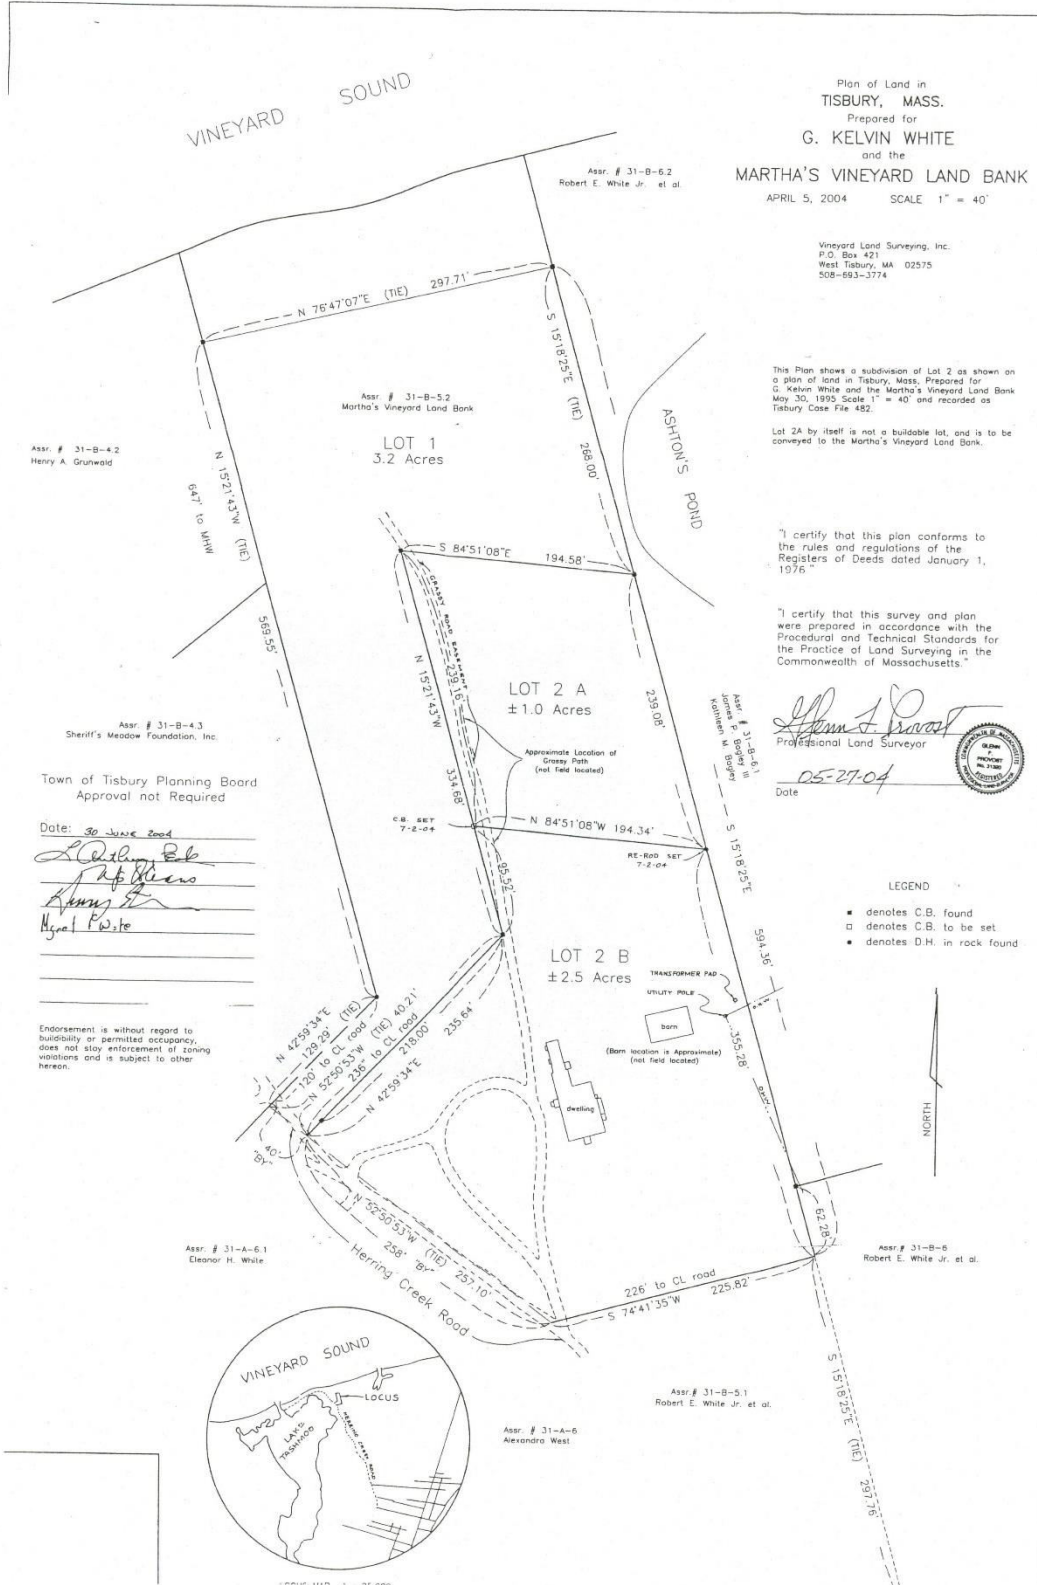 VINEYARD SOUND
Plan of Land in
TISBURY, MASS.
Prepared for
G. KELVIN WHITE
and the
MARTHA'S VINEYARD LAND BANK
APRIL 5, 2004 SCALE 1" = 40'
Vineyard Land Surveying, Inc.
P.O. Box 421
West Tisbury, MA 02575
508-693-3774
Assr. # 31-B-6.2
Robert E. White Jr. et al.
N 76°47'07"E (TIE) 297.71'
S 15°18'25"E (TIE) 268.00'
ASHTON'S POND
This Plan shows a subdivision of Lot 2 as shown on
a plan of land in Tisbury, Mass. Prepared for
G. Kelvin White and the Martha's Vineyard Land Bank
May 30, 1995 Scale 1" = 40' and recorded as
Tisbury Case File 482.
Lot 2A by itself is not a buildable lot, and is to be
conveyed to the Martha's Vineyard Land Bank.
Assr. # 31-B-5.2
Martha's Vineyard Land Bank
LOT 1
3.2 Acres
Assr. # 31-B-4.2
Henry A. Grunwald
N 15°21'43"W (TIE)
647' to MHW
569.55'
"I certify that this plan conforms to
the rules and regulations of the
Registers of Deeds dated January 1,
1976."
"I certify that this survey and plan
were prepared in accordance with the
Procedural and Technical Standards for
the Practice of Land Surveying in the
Commonwealth of Massachusetts."
Glenn F. Provost
Professional Land Surveyor
GLENN
F.
PROVOST
REGISTERED
05-27-04
Date
S 84°51'08"E 194.58'
GRASSY ROAD EASEMENT
239.16'
N 15°21'43"W
334.68'
LOT 2 A
±1.0 Acres
239.08'
Approximate Location of
Grassy Path
(not field located)
Assr. # 31-B-6.1
James P. Bagley III
Kathleen M. Bagley
S 15°18'25"E
594.36'
Assr. # 31-B-4.3
Sheriff's Meadow Foundation, Inc.
Town of Tisbury Planning Board
Approval not Required
Date: 30 JUNE 2004
Endorsement is without regard to
buildibility or permitted occupancy,
does not stay enforcement of zoning
violations and is subject to other
hereon.
C.B. SET
7-2-04
N 84°51'08"W 194.34'
RE-ROD SET
7-2-04
95.52'
LOT 2 B
±2.5 Acres
TRANSFORMER PAD
UTILITY POLE
O.H.W.
barn
(Barn location is Approximate)
(not field located)
355.28'
O.H.W.
dwelling
LEGEND
denotes C.B. found
denotes C.B. to be set
denotes D.H. in rock found
NORTH
N 42°59'34"E
129.29' (TIE)
120' to CL road
N 52°50'53"W (TIE) 40.21'
236' to CL road
218.00'
N 42°59'34"E 235.64'
40'
"BY"
N 52°50'53"W (TIE) 257.10'
258' "BY"
Herring Creek Road
62.28'
226' to CL road
S 74°41'35"W 225.82'
Assr. # 31-B-6
Robert E. White Jr. et al.
Assr. # 31-A-6.1
Eleanor H. White
Assr.# 31-B-5.1
Robert E. White Jr. et al.
Assr. # 31-A-6
Alexandra West
S 15°18'25"E (TIE) 297.76'
VINEYARD SOUND
LOCUS
LAKE
TASHMOO
HERRING CREEK ROAD